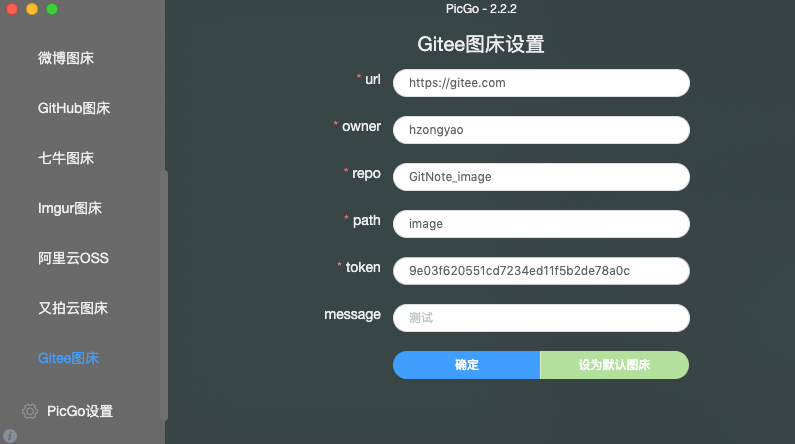 PicGo - 2.2.2
微博图床
GitHub图床
七牛图床
Imgur图床
阿里云OSS
又拍云图床
Gitee图床
PicGo设置
Gitee图床设置
* url
https://gitee.com
* owner
hzongyao
* repo
GitNote_image
* path
image
* token
9e03f620551cd7234ed11f5b2de78a0c
message
测试
确定
设为默认图床